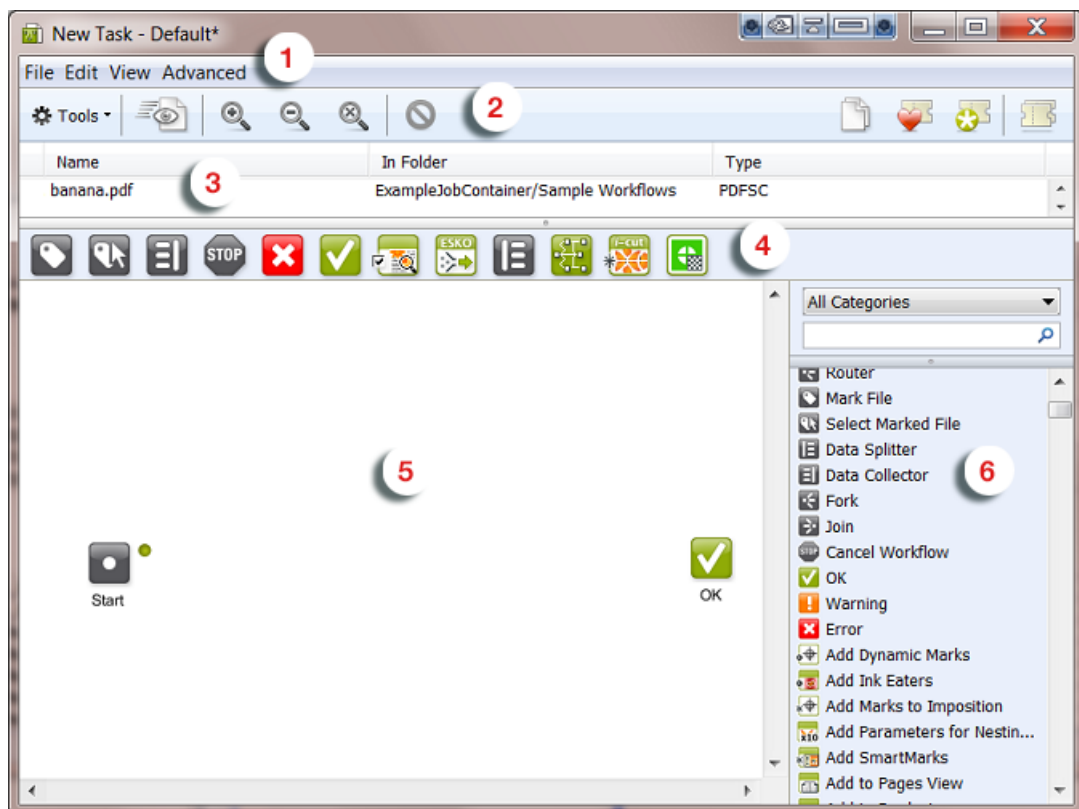 New Task - Default*
File Edit View Advanced
1
Tools
2
Name In Folder Type
banana.pdf ExampleJobContainer/Sample Workflows PDFSC
3
STOP
ESKO
i-cut
4
All Categories
Router
Mark File
Select Marked File
Data Splitter
Data Collector
Fork
Join
STOP Cancel Workflow
OK
Warning
Error
Add Dynamic Marks
Add Ink Eaters
Add Marks to Imposition
x10 Add Parameters for Nestin...
Add SmartMarks
Add to Pages View
5
6
Start
OK